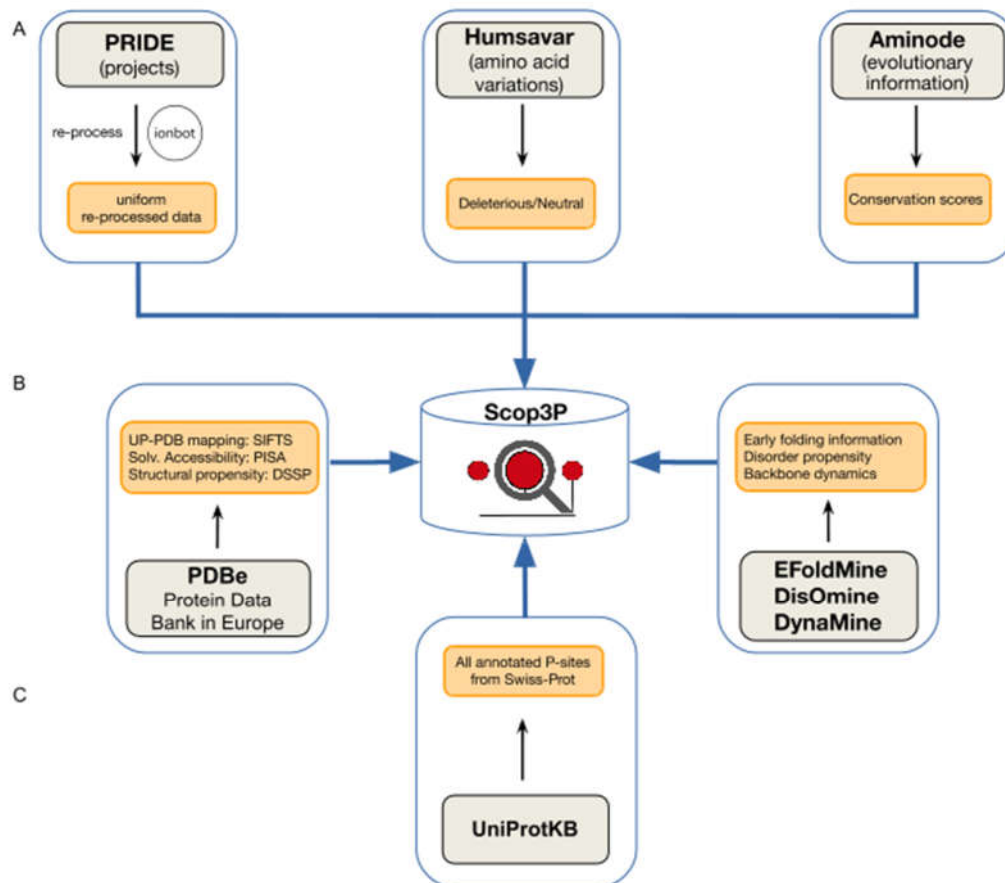 A
PRIDE
(projects)
re-process
ionbot
uniform
re-processed data
Humsavar
(amino acid
variations)
Deleterious/Neutral
Aminode
(evolutionary
information)
Conservation scores
B
UP-PDB mapping: SIFTS
Solv. Accessibility: PISA
Structural propensity: DSSP
PDBe
Protein Data
Bank in Europe
Scop3P
Early folding information
Disorder propensity
Backbone dynamics
EFoldMine
DisOmine
DynaMine
C
All annotated P-sites
from Swiss-Prot
UniProtKB